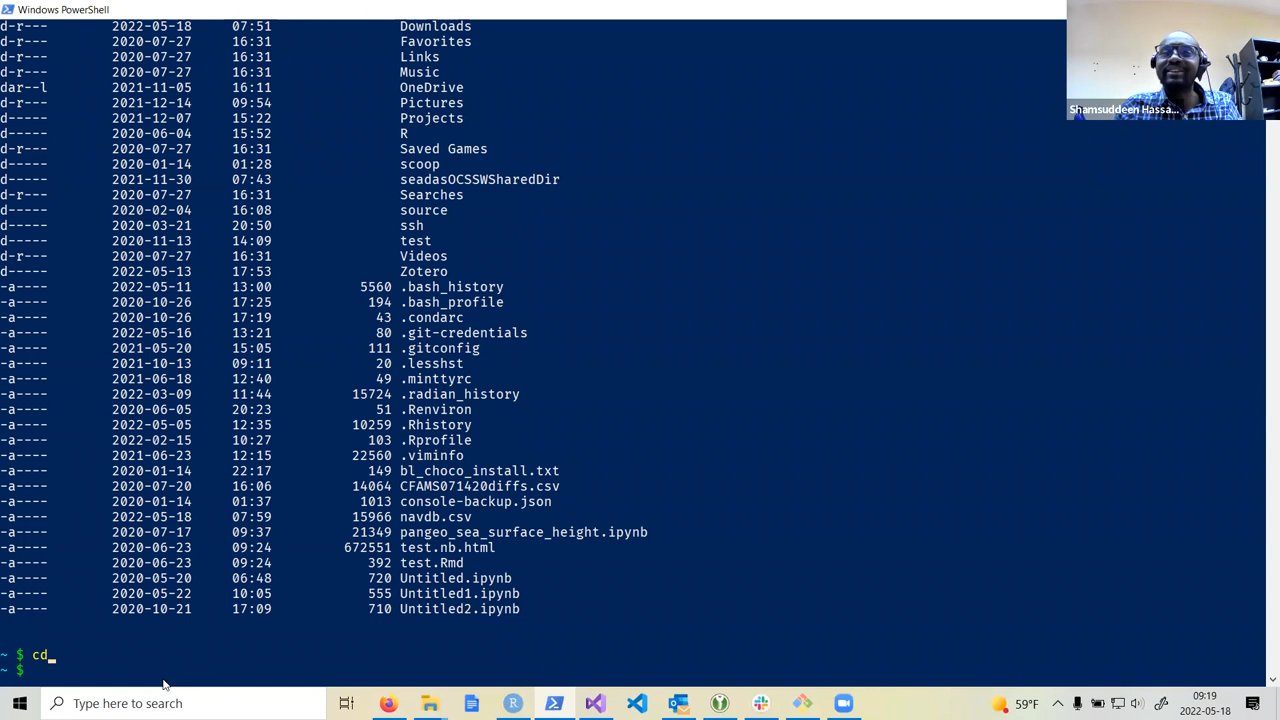 Windows PowerShell
d-r--- 2022-05-18 07:51 Downloads
d-r--- 2020-07-27 16:31 Favorites
d-r--- 2020-07-27 16:31 Links
d-r--- 2020-07-27 16:31 Music
dar--l 2021-11-05 16:11 OneDrive
d-r--- 2021-12-14 09:54 Pictures
d----- 2021-12-07 15:22 Projects
d----- 2020-06-04 15:52 R
d-r--- 2020-07-27 16:31 Saved Games
d----- 2020-01-14 01:28 scoop
d----- 2021-11-30 07:43 seadasOCSSWSharedDir
d-r--- 2020-07-27 16:31 Searches
d----- 2020-02-04 16:08 source
d----- 2020-03-21 20:50 ssh
d----- 2020-11-13 14:09 test
d-r--- 2020-07-27 16:31 Videos
d----- 2022-05-13 17:53 Zotero
-a---- 2022-05-11 13:00 5560 .bash_history
-a---- 2020-10-26 17:25 194 .bash_profile
-a---- 2020-10-26 17:19 43 .condarc
-a---- 2022-05-16 13:21 80 .git-credentials
-a---- 2021-05-20 15:05 111 .gitconfig
-a---- 2021-10-13 09:11 20 .lesshst
-a---- 2021-06-18 12:40 49 .minttyrc
-a---- 2022-03-09 11:44 15724 .radian_history
-a---- 2020-06-05 20:23 51 .Renviron
-a---- 2022-05-05 12:35 10259 .Rhistory
-a---- 2022-02-15 10:27 103 .Rprofile
-a---- 2021-06-23 12:15 22560 .viminfo
-a---- 2020-01-14 22:17 149 bl_choco_install.txt
-a---- 2020-07-20 16:06 14064 CFAMS071420diffs.csv
-a---- 2020-01-14 01:37 1013 console-backup.json
-a---- 2022-05-18 07:59 15966 navdb.csv
-a---- 2020-07-17 09:37 21349 pangeo_sea_surface_height.ipynb
-a---- 2020-06-23 09:24 672551 test.nb.html
-a---- 2020-06-23 09:24 392 test.Rmd
-a---- 2020-05-20 06:48 720 Untitled.ipynb
-a---- 2020-05-22 10:05 555 Untitled1.ipynb
-a---- 2020-10-21 17:09 710 Untitled2.ipynb
~ $ cd_
~ $
Shamsuddeen Hassa...
Type here to search
59°F
09:19
2022-05-18